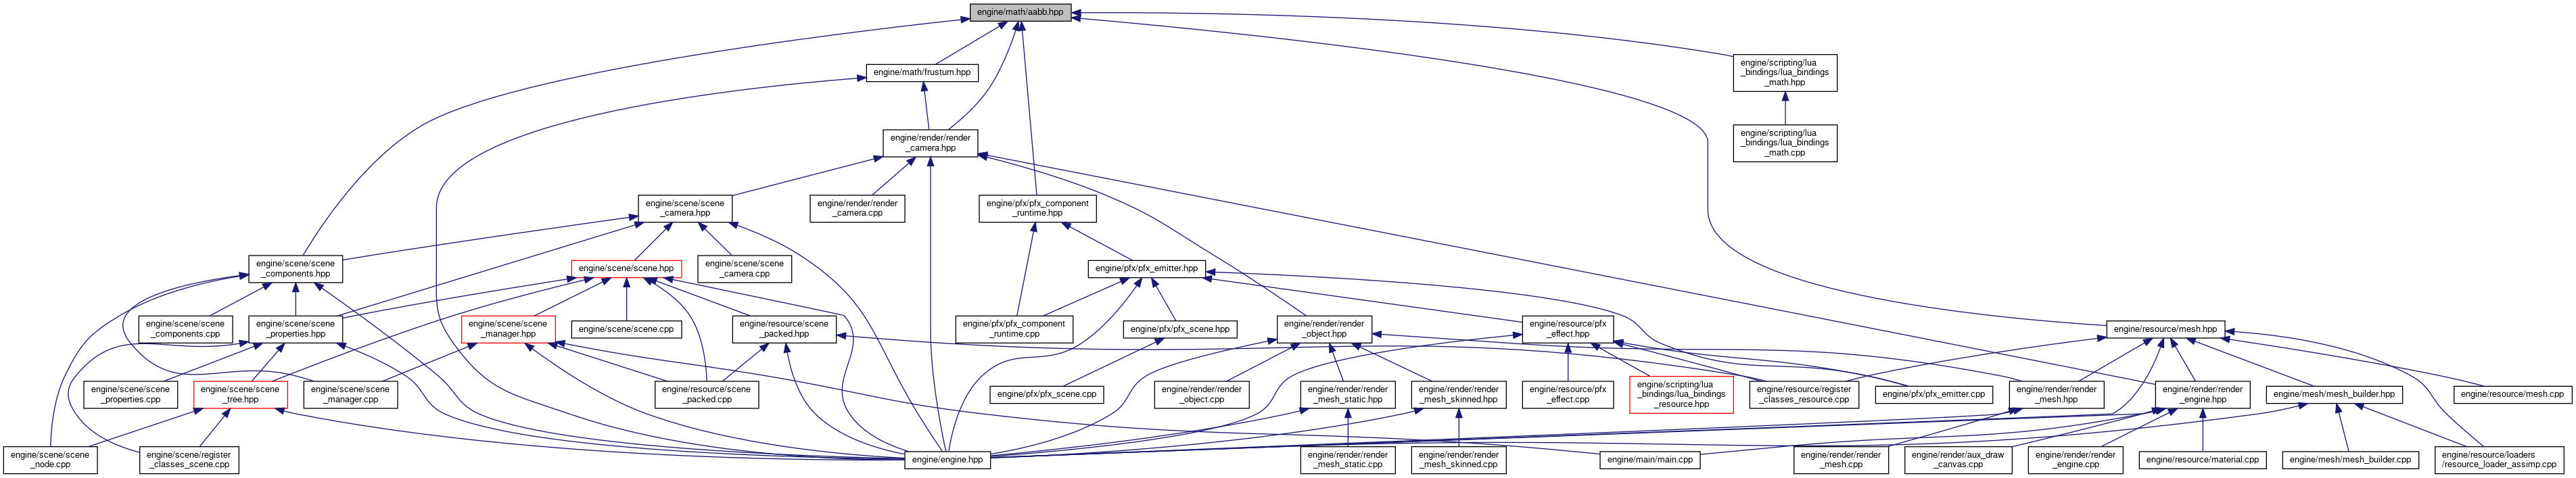 engine/math/aabb.hpp
engine/scripting/lua
_bindings/lua_bindings
_math.hpp
engine/math/frustum.hpp
engine/render/render
_camera.hpp
engine/scripting/lua
_bindings/lua_bindings
_math.cpp
engine/scene/scene
_camera.hpp
engine/render/render
_camera.cpp
engine/pfx/pfx_component
_runtime.hpp
engine/scene/scene
_components.hpp
engine/scene/scene.hpp
engine/scene/scene
_camera.cpp
engine/pfx/pfx_emitter.hpp
engine/scene/scene
_components.cpp
engine/scene/scene
_properties.hpp
engine/scene/scene
_manager.hpp
engine/scene/scene.cpp
engine/resource/scene
_packed.hpp
engine/pfx/pfx_component
_runtime.cpp
engine/pfx/pfx_scene.hpp
engine/render/render
_object.hpp
engine/resource/pfx
_effect.hpp
engine/resource/mesh.hpp
engine/scene/scene
_properties.cpp
engine/scene/scene
_tree.hpp
engine/scene/scene
_manager.cpp
engine/resource/scene
_packed.cpp
engine/pfx/pfx_scene.cpp
engine/render/render
_object.cpp
engine/render/render
_mesh_static.hpp
engine/render/render
_mesh_skinned.hpp
engine/resource/pfx
_effect.cpp
engine/scripting/lua
_bindings/lua_bindings
_resource.hpp
engine/resource/register
_classes_resource.cpp
engine/pfx/pfx_emitter.cpp
engine/render/render
_mesh.hpp
engine/render/render
_engine.hpp
engine/mesh/mesh_builder.hpp
engine/resource/mesh.cpp
engine/scene/scene
_node.cpp
engine/scene/register
_classes_scene.cpp
engine/engine.hpp
engine/render/render
_mesh_static.cpp
engine/render/render
_mesh_skinned.cpp
engine/main/main.cpp
engine/render/render
_mesh.cpp
engine/render/aux_draw
_canvas.cpp
engine/render/render
_engine.cpp
engine/resource/material.cpp
engine/mesh/mesh_builder.cpp
engine/resource/loaders
/resource_loader_assimp.cpp